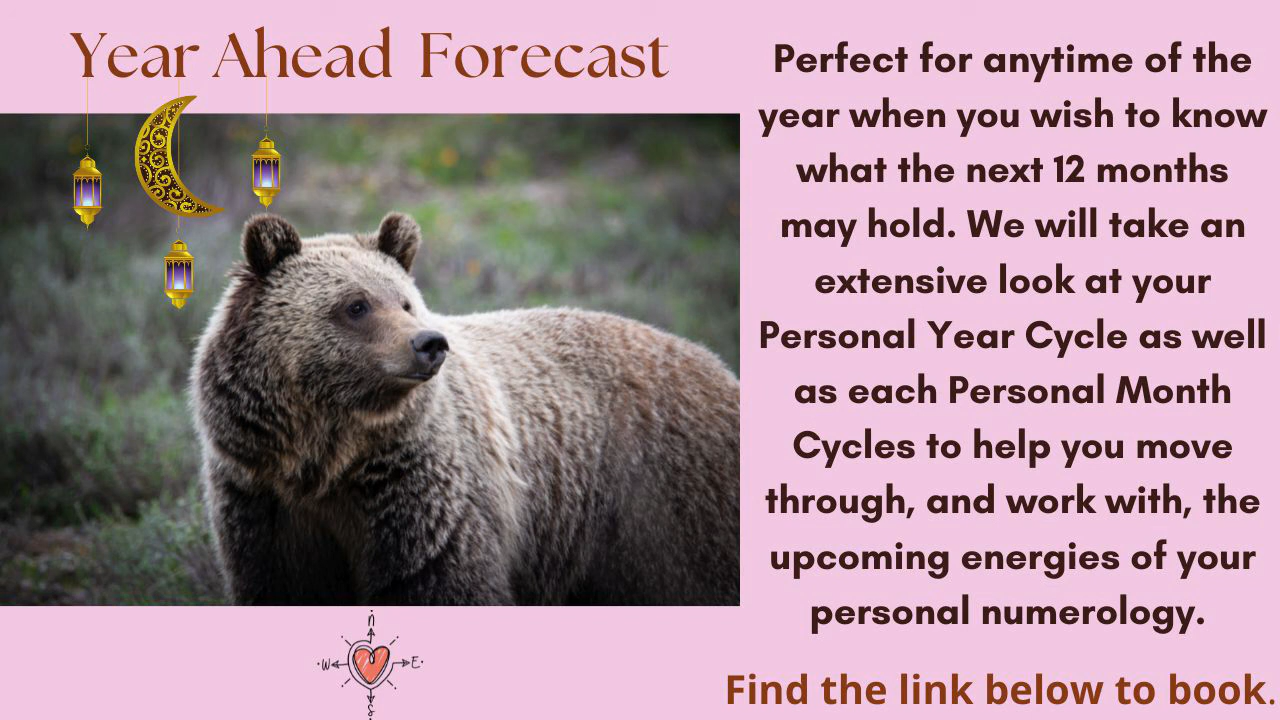 Year Ahead Forecast
Perfect for anytime of the
year when you wish to know
what the next 12 months
may hold. We will take an
extensive look at your
Personal Year Cycle as well
as each Personal Month
Cycles to help you move
through, and work with, the
upcoming energies of your
personal numerology.
n
W E
S
Find the link below to book.